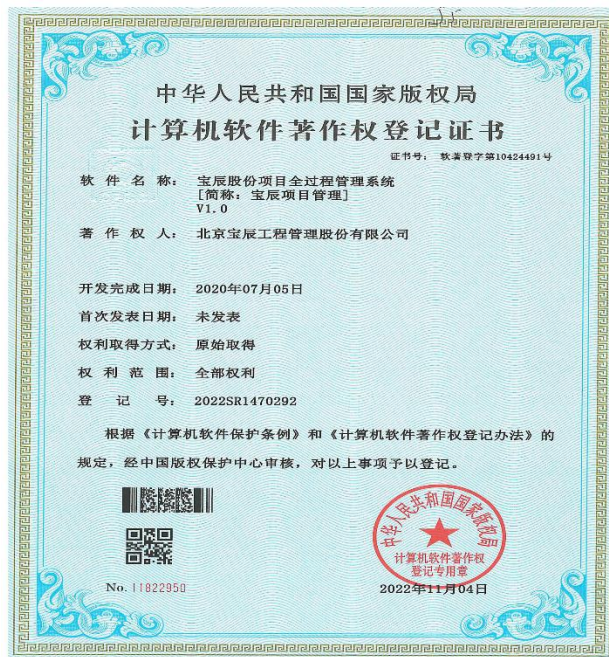 中华人民共和国国家版权局
计算机软件著作权登记证书
证书号： 软著登字第10424491号
软 件 名 称： 宝辰股份项目全过程管理系统
[简称：宝辰项目管理]
V1.0
著 作 权 人： 北京宝辰工程管理股份有限公司
开发完成日期： 2020年07月05日
首次发表日期： 未发表
权利取得方式： 原始取得
权 利 范 围： 全部权利
登 记 号： 2022SR1470292
根据《计算机软件保护条例》和《计算机软件著作权登记办法》的
规定，经中国版权保护中心审核，对以上事项予以登记。
中华人民共和国国家版权局
计算机软件著作权
登记专用章
No. 11822950
2022年11月04日